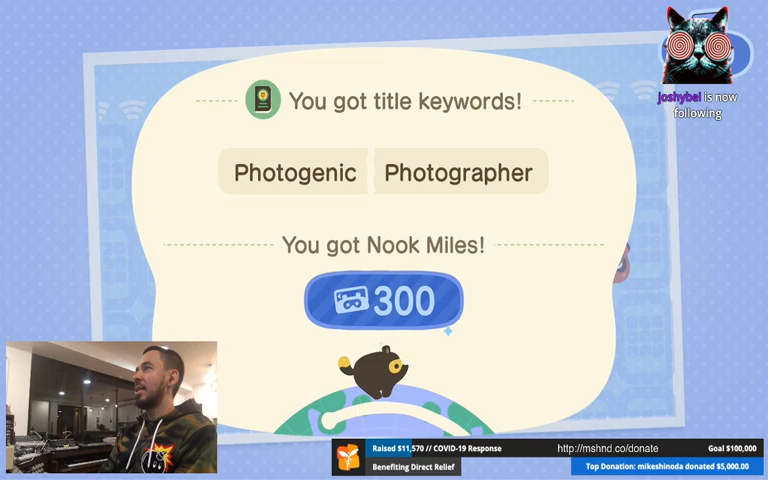 You got title keywords!
Photogenic Photographer
You got Nook Miles!
300
joshybel is now
following
Raised $11,570 // COVID-19 Response http://mshnd.co/donate Goal $100,000
Benefiting Direct Relief Top Donation: mikeshinoda donated $5,000.00